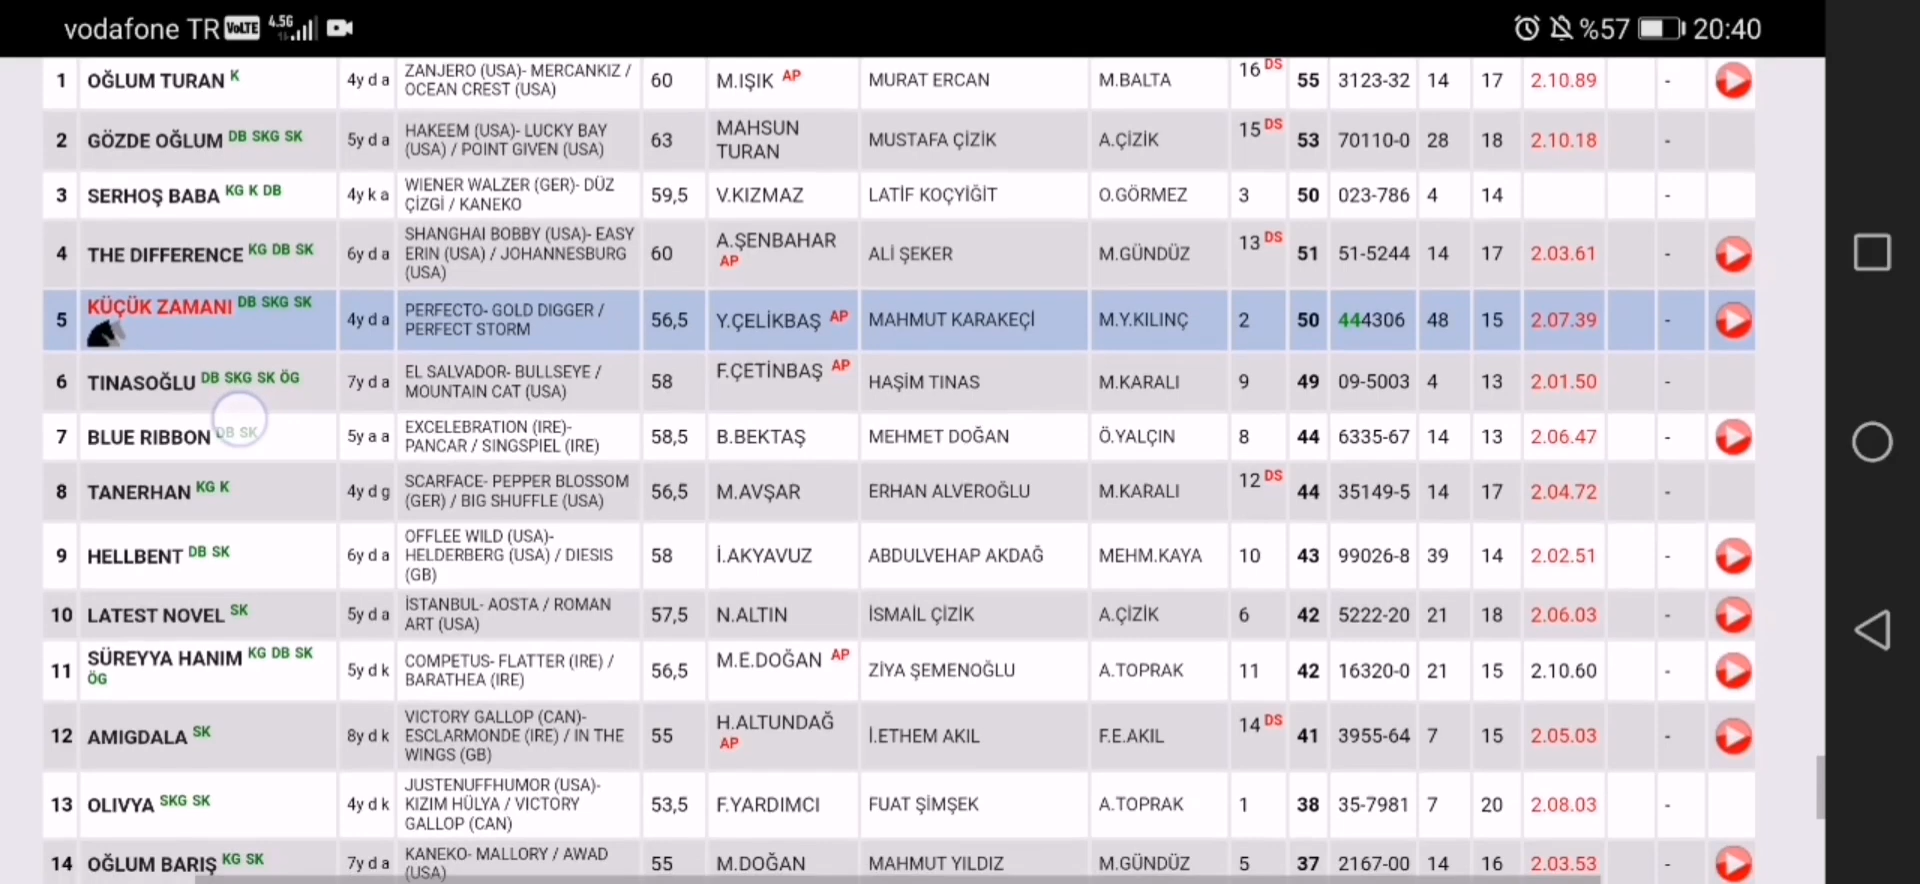 vodafone TR VoLTE 4.5G %57 20:40
1 OĞLUM TURAN K 4y d a ZANJERO (USA)- MERCANKIZ / OCEAN CREST (USA) 60 M.IŞIK AP MURAT ERCAN M.BALTA 16 DS 55 3123-32 14 17 2.10.89 -
2 GÖZDE OĞLUM DB SKG SK 5y d a HAKEEM (USA)- LUCKY BAY (USA) / POINT GIVEN (USA) 63 MAHSUN TURAN MUSTAFA ÇİZİK A.ÇİZİK 15 DS 53 70110-0 28 18 2.10.18 -
3 SERHOŞ BABA KG K DB 4y k a WIENER WALZER (GER)- DÜZ ÇİZGİ / KANEKO 59,5 V.KIZMAZ LATİF KOÇYİĞİT O.GÖRMEZ 3 50 023-786 4 14 -
4 THE DIFFERENCE KG DB SK 6y d a SHANGHAI BOBBY (USA)- EASY ERIN (USA) / JOHANNESBURG (USA) 60 A.ŞENBAHAR AP ALİ ŞEKER M.GÜNDÜZ 13 DS 51 51-5244 14 17 2.03.61 -
5 KÜÇÜK ZAMANI DB SKG SK 4y d a PERFECTO- GOLD DIGGER / PERFECT STORM 56,5 Y.ÇELİKBAŞ AP MAHMUT KARAKEÇİ M.Y.KILINÇ 2 50 444306 48 15 2.07.39 -
6 TINASOĞLU DB SKG SK ÖG 7y d a EL SALVADOR- BULLSEYE / MOUNTAIN CAT (USA) 58 F.ÇETİNBAŞ AP HAŞİM TINAS M.KARALI 9 49 09-5003 4 13 2.01.50 -
7 BLUE RIBBON DB SK 5y a a EXCELEBRATION (IRE)- PANCAR / SINGSPIEL (IRE) 58,5 B.BEKTAŞ MEHMET DOĞAN Ö.YALÇIN 8 44 6335-67 14 13 2.06.47 -
8 TANERHAN KG K 4y d g SCARFACE- PEPPER BLOSSOM (GER) / BIG SHUFFLE (USA) 56,5 M.AVŞAR ERHAN ALVEROĞLU M.KARALI 12 DS 44 35149-5 14 17 2.04.72 -
9 HELLBENT DB SK 6y d a OFFLEE WILD (USA)- HELDERBERG (USA) / DIESIS (GB) 58 İ.AKYAVUZ ABDULVEHAP AKDAĞ MEHM.KAYA 10 43 99026-8 39 14 2.02.51 -
10 LATEST NOVEL SK 5y d a İSTANBUL- AOSTA / ROMAN ART (USA) 57,5 N.ALTIN İSMAİL ÇİZİK A.ÇİZİK 6 42 5222-20 21 18 2.06.03 -
11 SÜREYYA HANIM KG DB SK ÖG 5y d k COMPETUS- FLATTER (IRE) / BARATHEA (IRE) 56,5 M.E.DOĞAN AP ZİYA ŞEMENOĞLU A.TOPRAK 11 42 16320-0 21 15 2.10.60 -
12 AMIGDALA SK 8y d k VICTORY GALLOP (CAN)- ESCLARMONDE (IRE) / IN THE WINGS (GB) 55 H.ALTUNDAĞ AP İ.ETHEM AKIL F.E.AKIL 14 DS 41 3955-64 7 15 2.05.03 -
13 OLIVYA SKG SK 4y d k JUSTENUFFHUMOR (USA)- KIZIM HÜLYA / VICTORY GALLOP (CAN) 53,5 F.YARDIMCI FUAT ŞİMŞEK A.TOPRAK 1 38 35-7981 7 20 2.08.03 -
14 OĞLUM BARIŞ KG SK 7y d a KANEKO- MALLORY / AWAD (USA) 55 M.DOĞAN MAHMUT YILDIZ M.GÜNDÜZ 5 37 2167-00 14 16 2.03.53 -